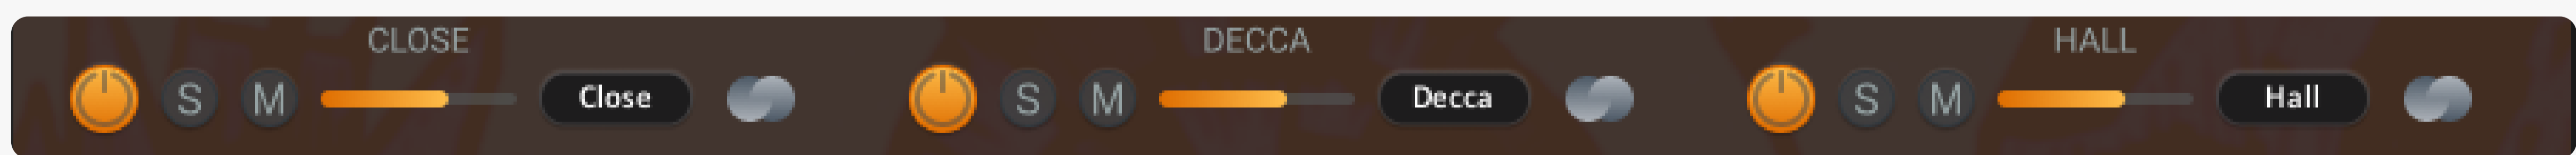 CLOSE DECCA HALL
S M Close S M Decca S M Hall